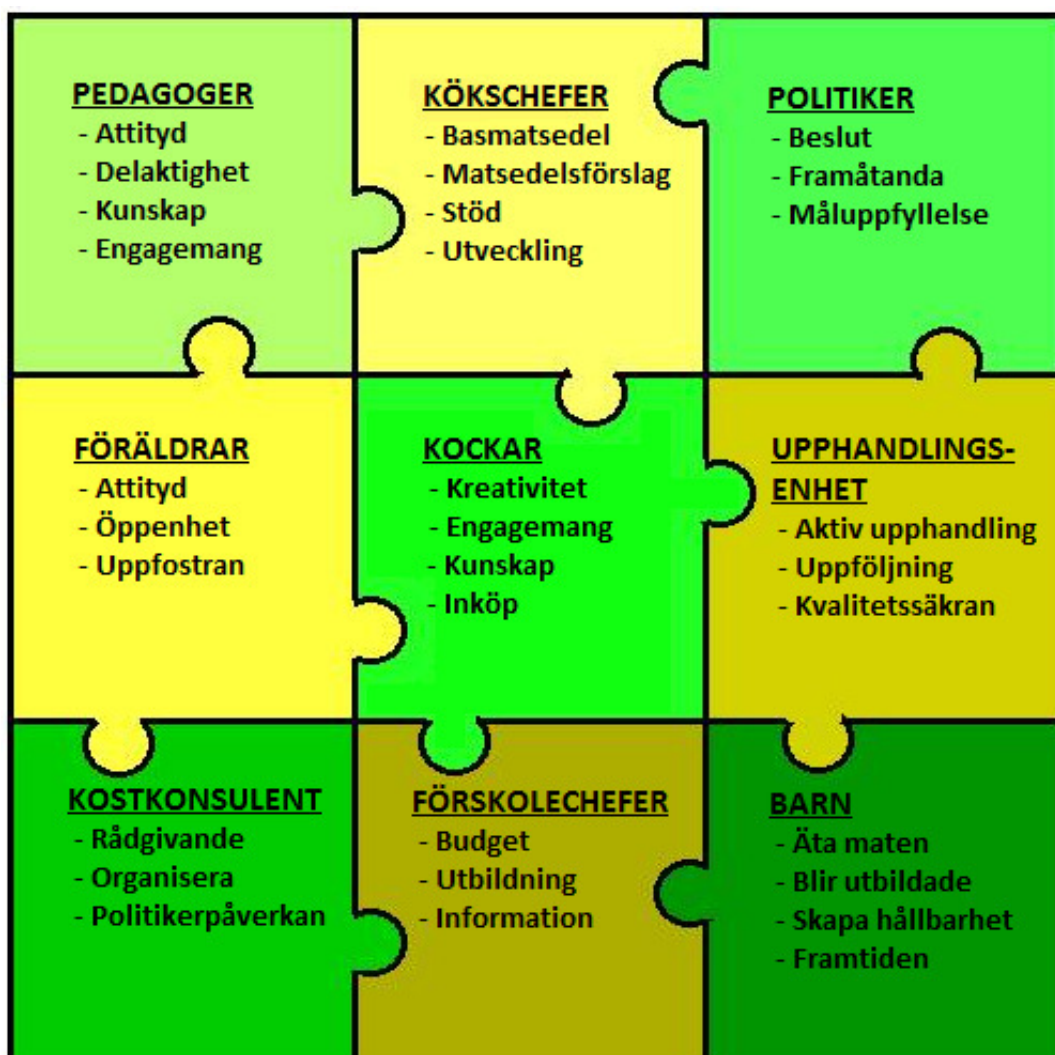 PEDAGOGER
- Attityd
- Delaktighet
- Kunskap
- Engagemang
KÖKSCHEFER
- Basmatsedel
- Matsedelsförslag
- Stöd
- Utveckling
POLITIKER
- Beslut
- Framåtanda
- Måluppfyllelse
FÖRÄLDRAR
- Attityd
- Öppenhet
- Uppfostran
KOCKAR
- Kreativitet
- Engagemang
- Kunskap
- Inköp
UPPHANDLINGS-
ENHET
- Aktiv upphandling
- Uppföljning
- Kvalitetssäkran
KOSTKONSULENT
- Rådgivande
- Organisera
- Politikerpåverkan
FÖRSKOLECHEFER
- Budget
- Utbildning
- Information
BARN
- Äta maten
- Blir utbildade
- Skapa hållbarhet
- Framtiden